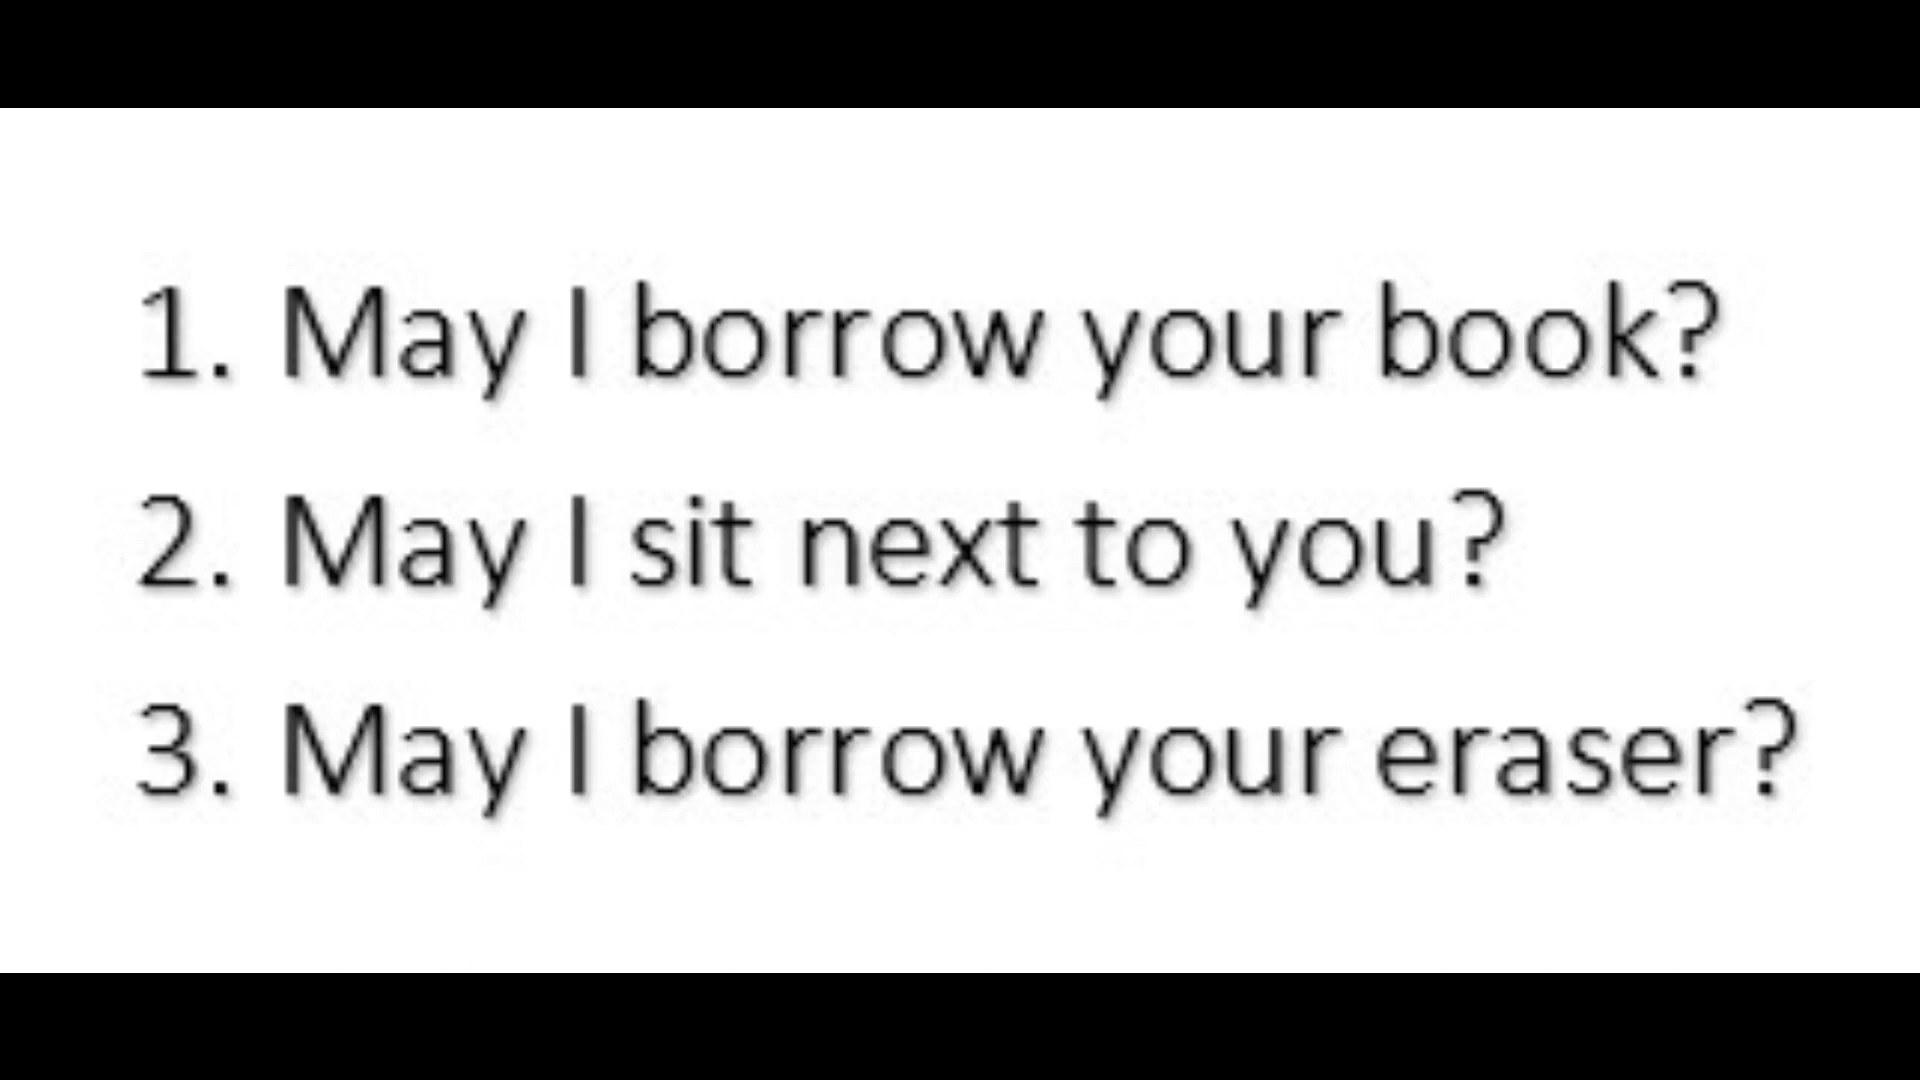 1. May I borrow your book?
2. May I sit next to you?
3. May I borrow your eraser?